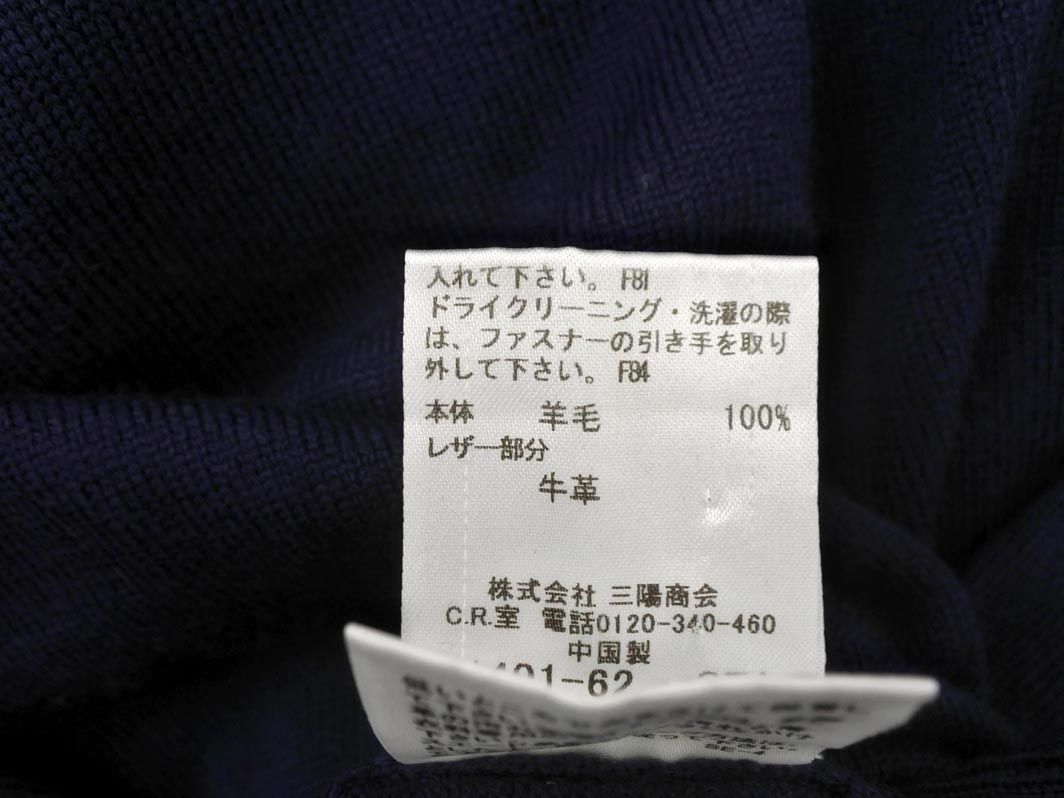 入れて下さい。 F81
ドライクリーニング・洗濯の際
は、ファスナーの引き手を取り
外して下さい。 F84
本体 羊毛 100%
レザー部分
牛革
株式会社 三陽商会
C.R.室 電話0120-340-460
中国製
-62